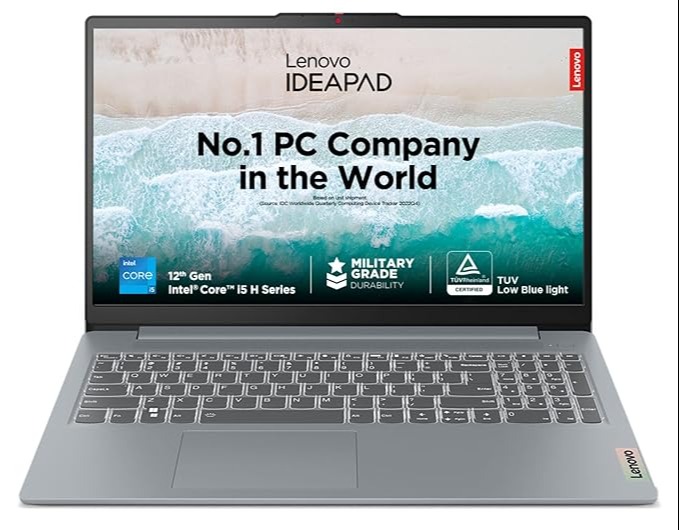 Lenovo
IDEAPAD
Lenovo
No.1 PC Company
in the World
Based on unit shipment
(Source: IDC Worldwide Quarterly Computing Device Tracker 2022Q4)
intel
CORE
i5
12th Gen
Intel® Core™ i5 H Series
MILITARY
GRADE
DURABILITY
TÜVRheinland
CERTIFIED
TUV
Low Blue light
Q W E R T Y U I O P
A S D F G H J K L
Z X C V B N M
Lenovo